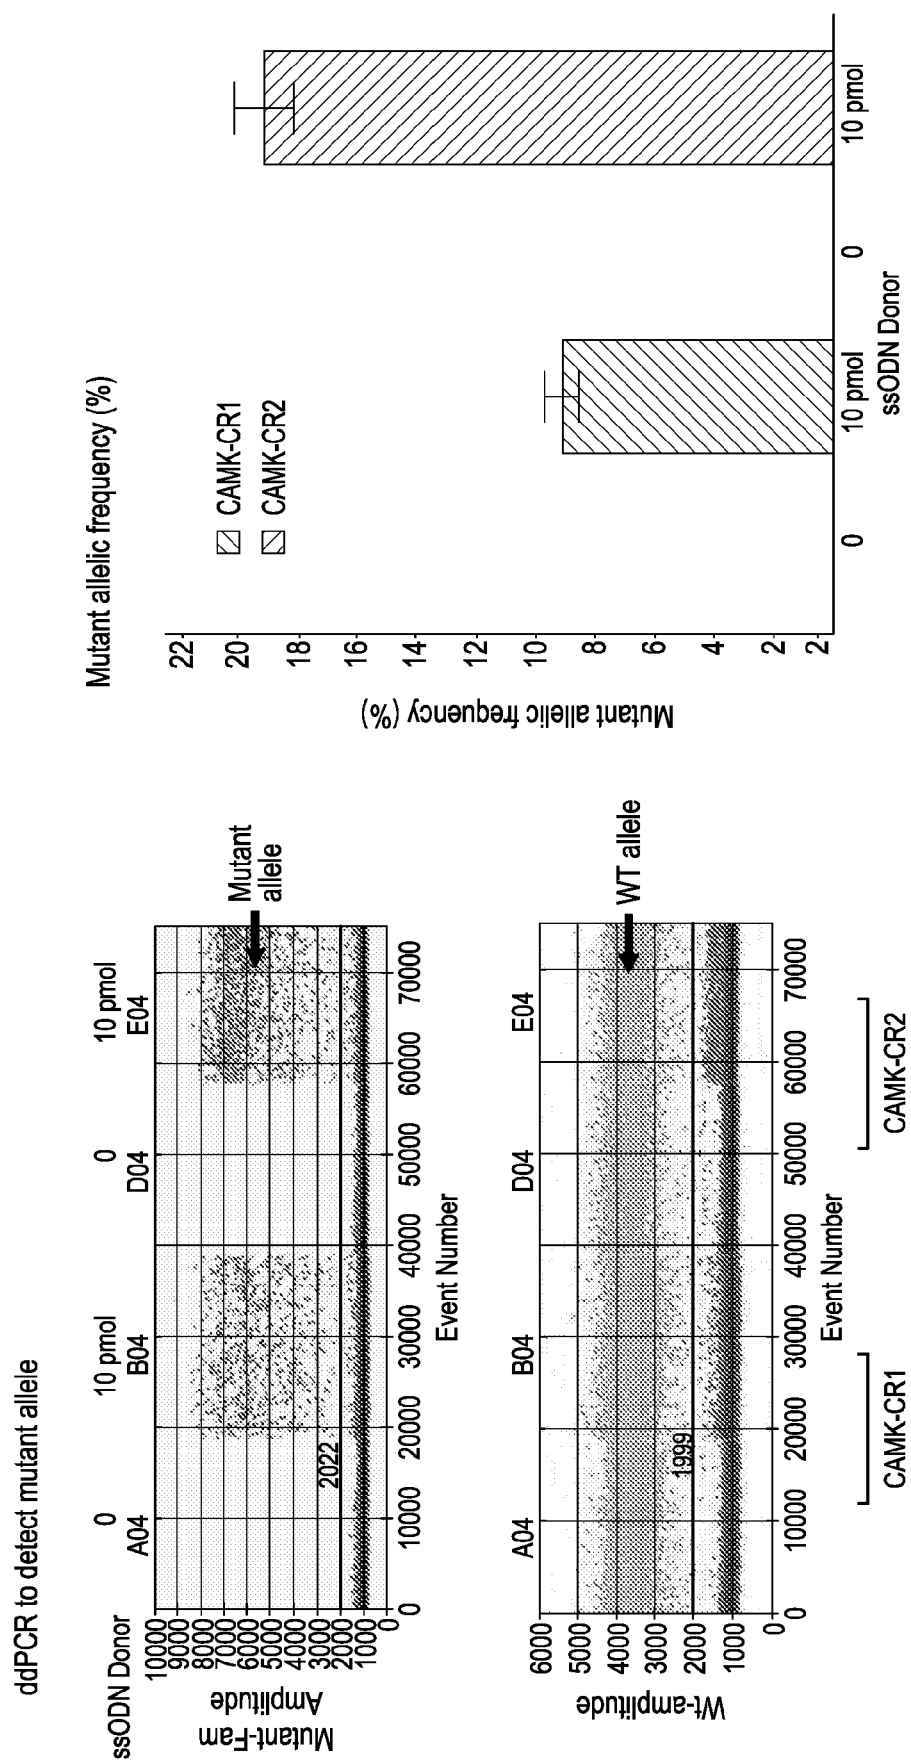 ddPCR to detect mutant allele
ssODN Donor 0 10 pmol 0 10 pmol
A04 B04 D04 E04
10000
9000
8000
7000
6000
5000
4000
3000
2000
1000
0
Mutant-Fam
Amplitude
2022
Mutant
allele
0 10000 20000 30000 40000 50000 60000 70000
Event Number
A04 B04 D04 E04
6000
5000
4000
3000
2000
1000
0
Wt-amplitude
1999
WT allele
0 10000 20000 30000 40000 50000 60000 70000
Event Number
CAMK-CR1 CAMK-CR2
Mutant allelic frequency (%)
CAMK-CR1
CAMK-CR2
Mutant allelic frequency (%)
22
20
18
16
14
12
10
8
6
4
2
2
0 10 pmol 0 10 pmol
ssODN Donor